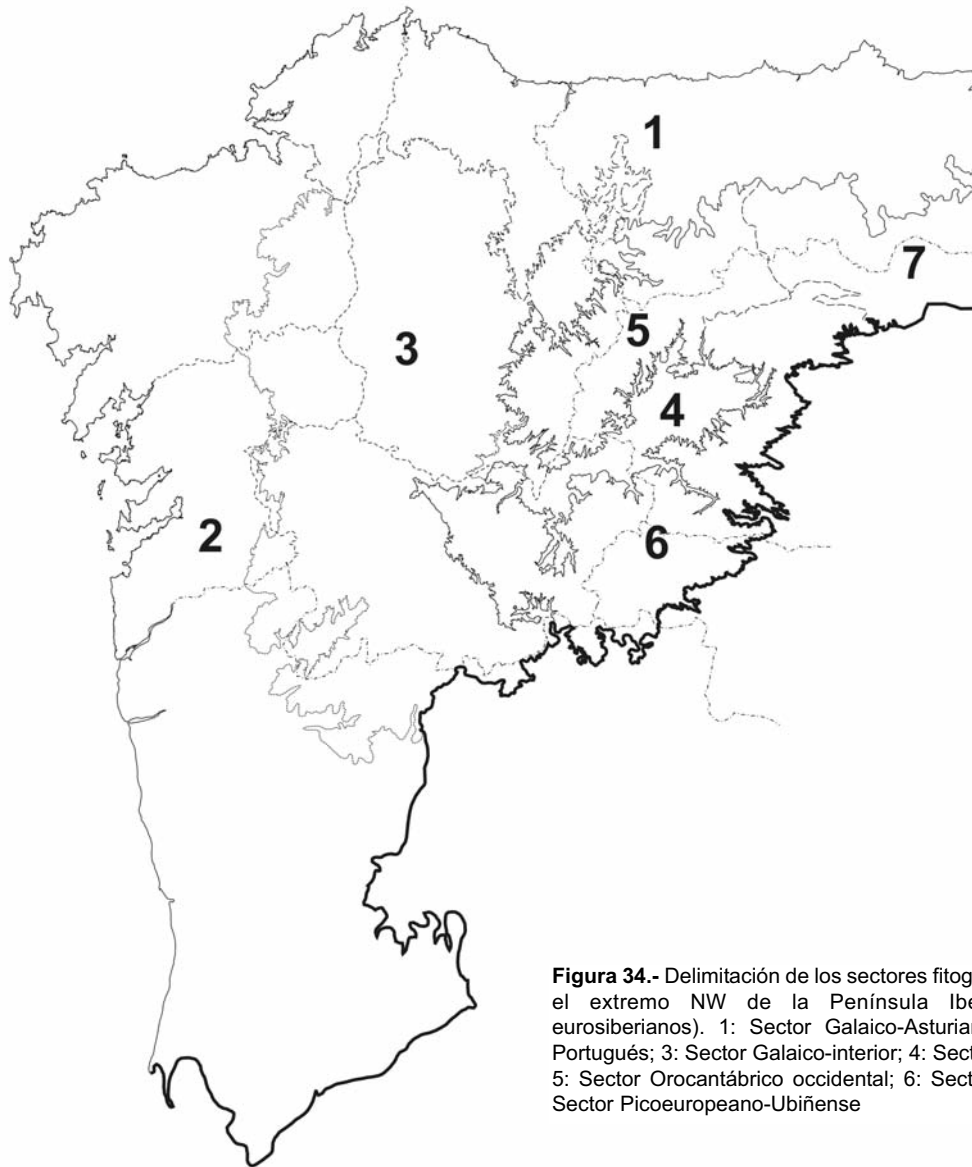 1
7
5
3
4
2
6
Figura 34.- Delimitación de los sectores fitog
el extremo NW de la Península Ibe
eurosiberianos). 1: Sector Galaico-Asturian
Portugués; 3: Sector Galaico-interior; 4: Sect
5: Sector Orocantábrico occidental; 6: Sect
Sector Picoeuropeano-Ubiñense